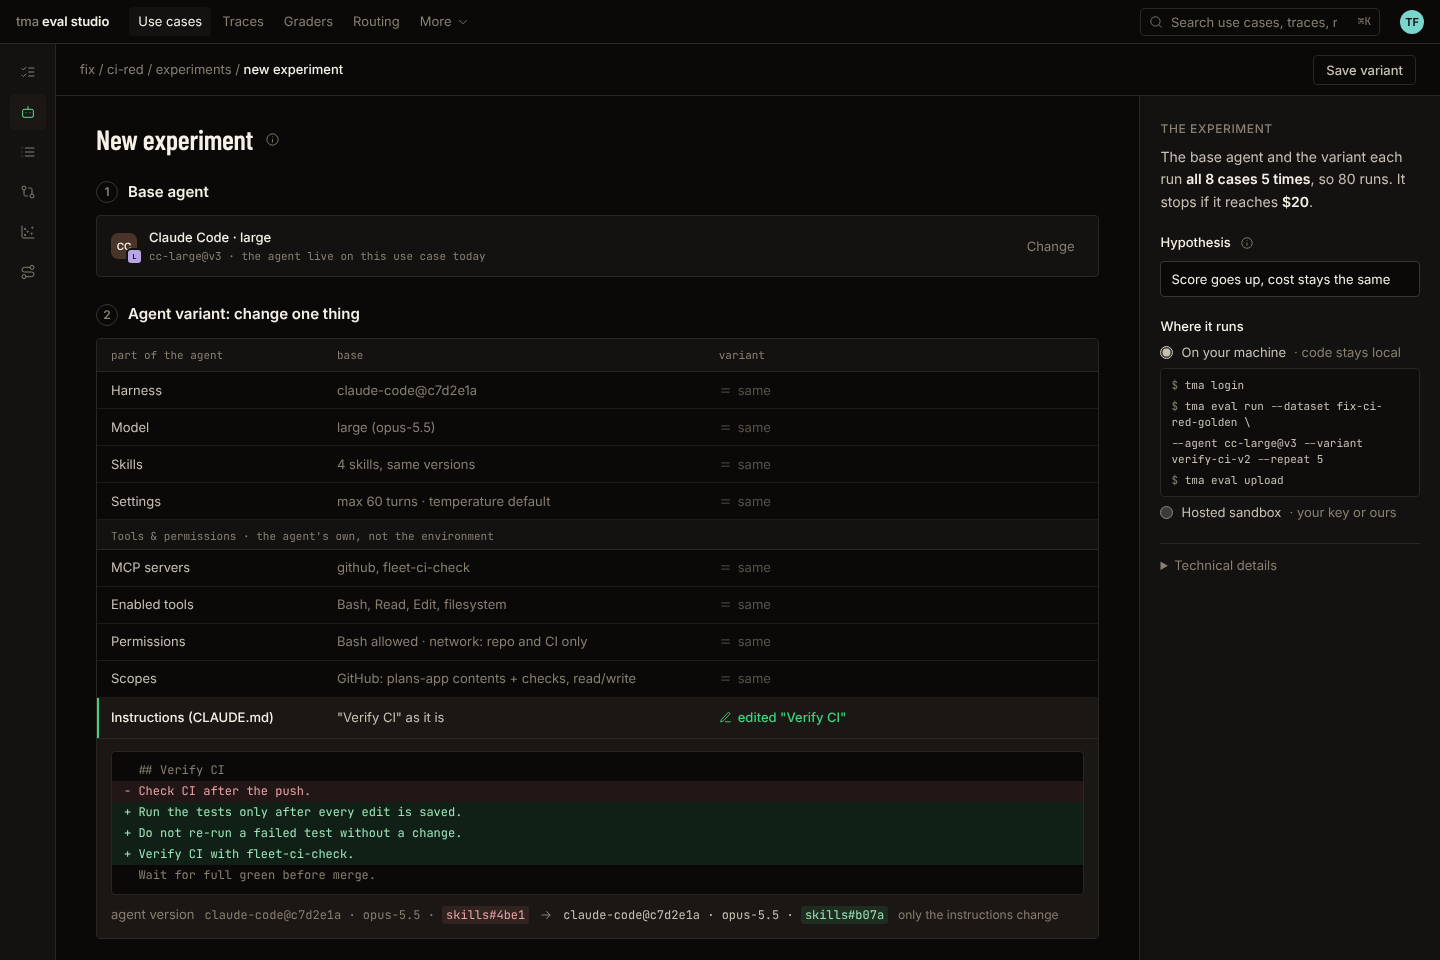 tma eval studio
Use cases
Traces
Graders
Routing
More
Search use cases, traces, r
⌘K
TF
fix / ci-red / experiments / new experiment
Save variant
New experiment
1
Base agent
CC
L
Claude Code · large
cc-large@v3 · the agent live on this use case today
Change
2
Agent variant: change one thing
part of the agent base variant
Harness claude-code@c7d2e1a = same
Model large (opus-5.5) = same
Skills 4 skills, same versions = same
Settings max 60 turns · temperature default = same
Tools & permissions · the agent's own, not the environment
MCP servers github, fleet-ci-check = same
Enabled tools Bash, Read, Edit, filesystem = same
Permissions Bash allowed · network: repo and CI only = same
Scopes GitHub: plans-app contents + checks, read/write = same
Instructions (CLAUDE.md) "Verify CI" as it is edited "Verify CI"
## Verify CI
- Check CI after the push.
+ Run the tests only after every edit is saved.
+ Do not re-run a failed test without a change.
+ Verify CI with fleet-ci-check.
Wait for full green before merge.
agent version claude-code@c7d2e1a · opus-5.5 · skills#4be1 → claude-code@c7d2e1a · opus-5.5 · skills#b07a only the instructions change
THE EXPERIMENT
The base agent and the variant each
run all 8 cases 5 times, so 80 runs. It
stops if it reaches $20.
Hypothesis
Score goes up, cost stays the same
Where it runs
On your machine · code stays local
$ tma login
$ tma eval run --dataset fix-ci-
red-golden \
--agent cc-large@v3 --variant
verify-ci-v2 --repeat 5
$ tma eval upload
Hosted sandbox · your key or ours
Technical details